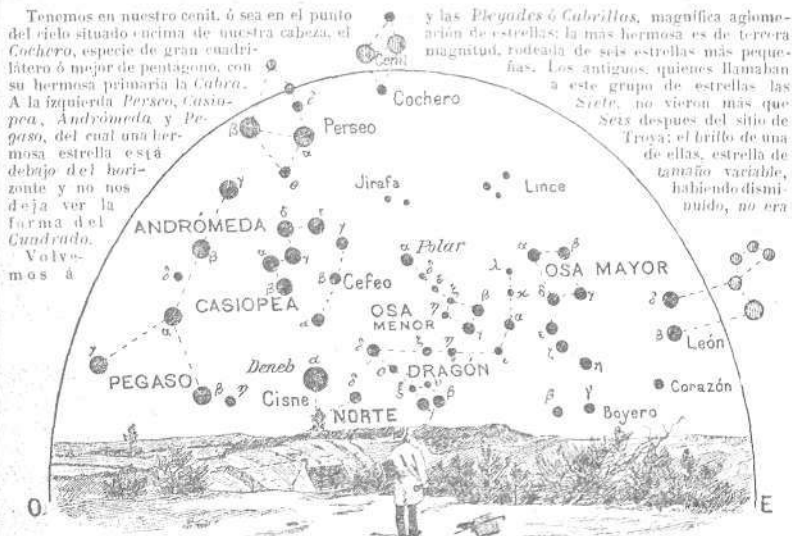 Tenemos en nuestro cenit, ó sea en el punto
del cielo situado encima de nuestra cabeza, el
Cochero, especie de gran cuadri-
látero ó mejor de pentágono, con
su hermosa primaria la Cabra.
A la izquierda Perseo, Casio-
pea, Andrómeda y Pe-
gaso, del cual una her-
mosa estrella está
debajo del hori-
zonte y no nos
deja ver la
forma del
Cuadrado.
Volve-
mos á
y las Pleyades ó Cabrillas, magnífica aglome-
ración de estrellas; la más hermosa es de tercera
magnitud, rodeada de seis estrellas más peque-
ñas. Los antiguos, quienes llamaban
a este grupo de estrellas las
Siete, no vieron más que
Seis despues del sitio de
Troya; el brillo de una
de ellas, estrella de
tamaño variable,
habiendo dismi-
nuido, no era
Cenit
Cochero
δ
β
Perseo
α
θ
Jirafa
Lince
γ
ANDRÓMEDA
δ
ε
γ
β
α
γ
β
δ
CASIOPEA
β
Cefeo
α
α
γ
PEGASO
β
η
α Polar
δ
ε
ζ
η
β
γ
OSA
MENOR
λ
κ
α
ι
α
β
OSA MAYOR
δ
γ
ε
ζ
η
δ
β
León
Corazón
δ
ζ
η
DRAGÓN
ο
ξ
υ
β
γ
Deneb
α
Cisne
δ
NORTE
β
γ
Boyero
O
E